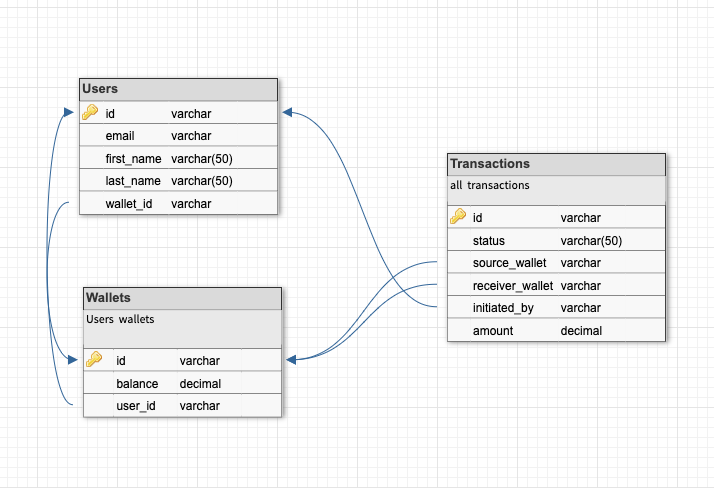 Users
id varchar
email varchar
first_name varchar(50)
last_name varchar(50)
wallet_id varchar
Transactions
all transactions
id varchar
status varchar(50)
source_wallet varchar
receiver_wallet varchar
initiated_by varchar
amount decimal
Wallets
Users wallets
id varchar
balance decimal
user_id varchar